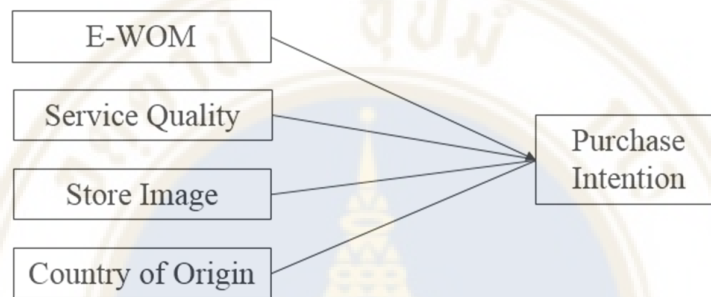 E-WOM
Service Quality
Store Image
Country of Origin
Purchase
Intention